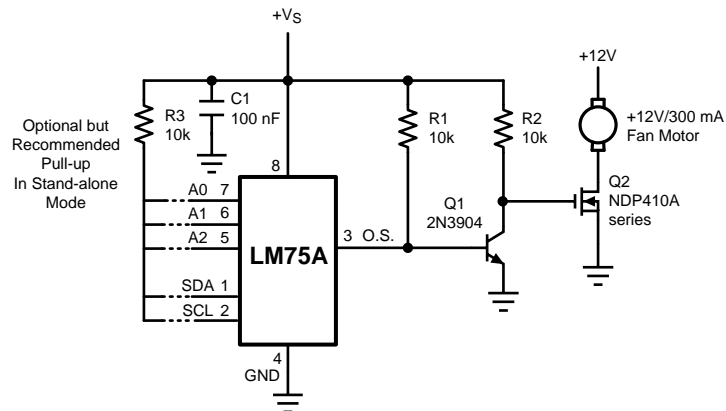 +VS
+12V
C1
100 nF
R3
10k
R1
10k
R2
10k
+12V/300 mA
Fan Motor
Optional but
Recommended
Pull-up
In Stand-alone
Mode
8
A0 7
A1 6
A2 5
LM75A
3 O.S.
Q1
2N3904
Q2
NDP410A
series
SDA 1
SCL 2
4
GND